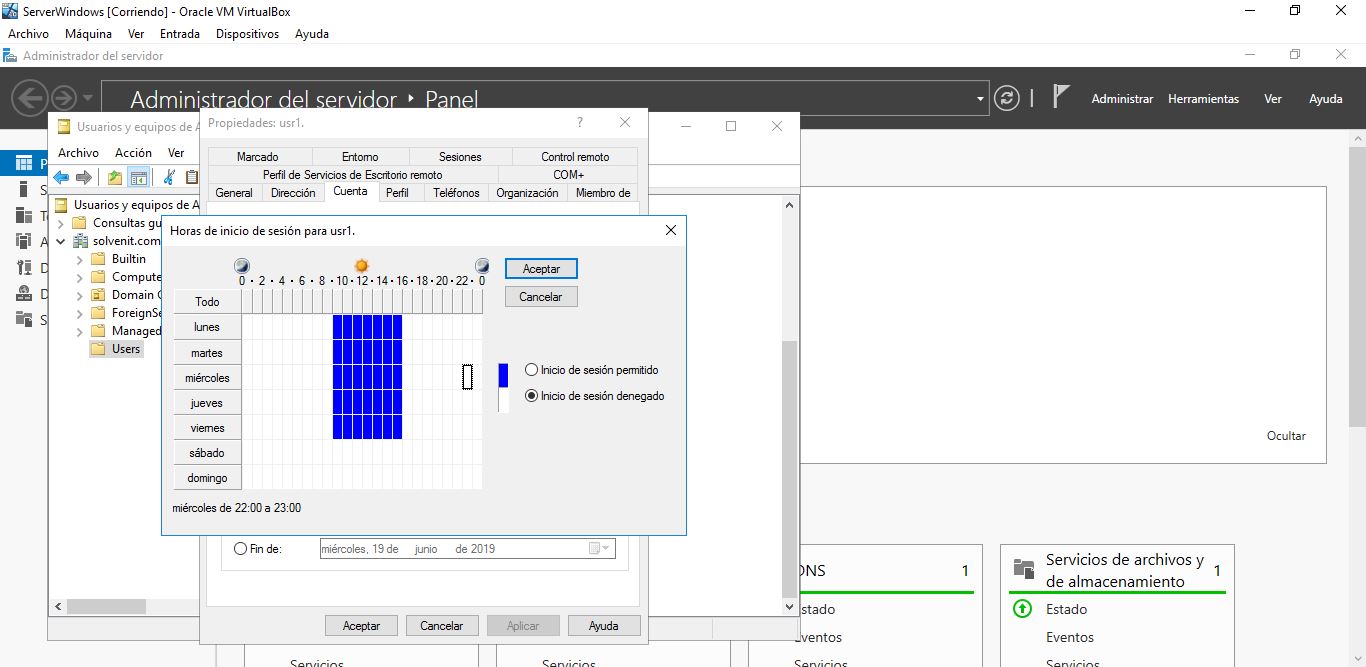 ServerWindows [Corriendo] - Oracle VM VirtualBox
Archivo Máquina Ver Entrada Dispositivos Ayuda
Administrador del servidor
Administrador del servidor ‣ Panel
Administrar Herramientas Ver Ayuda
Usuarios y equipos de A
Archivo Acción Ver
Usuarios y equipos de A
Consultas gu
solvenit.com
Builtin
Compute
Domain C
ForeignSe
Managed
Users
P
S
T
A
D
D
S
Propiedades: usr1.
?
Marcado Entorno Sesiones Control remoto
Perfil de Servicios de Escritorio remoto COM+
General Dirección Cuenta Perfil Teléfonos Organización Miembro de
Horas de inicio de sesión para usr1.
0 · 2 · 4 · 6 · 8 · 10 · 12 · 14 · 16 · 18 · 20 · 22 · 0
Todo
lunes
martes
miércoles
jueves
viernes
sábado
domingo
Aceptar
Cancelar
Inicio de sesión permitido
Inicio de sesión denegado
miércoles de 22:00 a 23:00
Fin de: miércoles, 19 de junio de 2019
Aceptar Cancelar Aplicar Ayuda
Ocultar
DNS 1
stado
ventos
Servicios
Servicios
Servicios
Servicios de archivos y
de almacenamiento 1
Estado
Eventos
Servicios